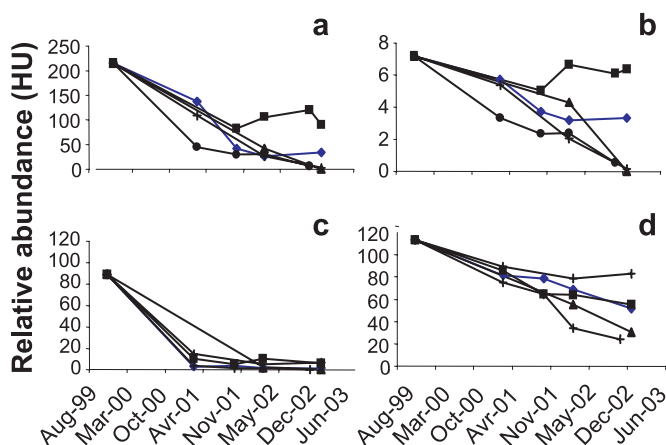 a
b
Relative abundance (HU)
250
200
150
100
50
0
8
6
4
2
0
c
d
120
100
80
60
40
20
0
120
100
80
60
40
20
0
Aug-99
Mar-00
Oct-00
Avr-01
Nov-01
May-02
Dec-02
Jun-03
Aug-99
Mar-00
Oct-00
Avr-01
Nov-01
May-02
Dec-02
Jun-03